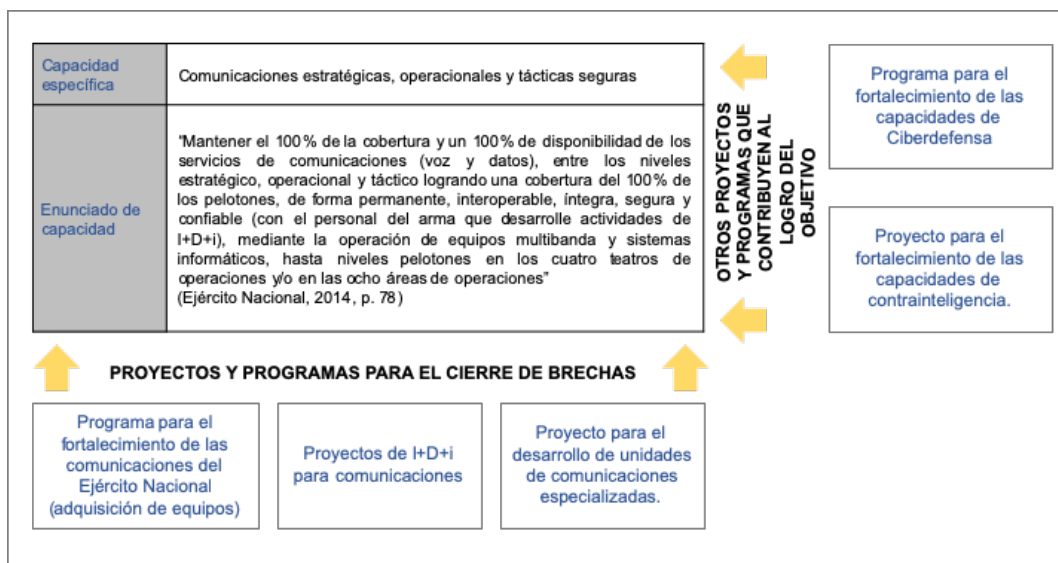 Capacidad
específica
Comunicaciones estratégicas, operacionales y tácticas seguras
Enunciado de
capacidad
"Mantener el 100% de la cobertura y un 100% de disponibilidad de los
servicios de comunicaciones (voz y datos), entre los niveles
estratégico, operacional y táctico logrando una cobertura del 100% de
los pelotones, de forma permanente, interoperable, íntegra, segura y
confiable (con el personal del arma que desarrolle actividades de
I+D+i), mediante la operación de equipos multibanda y sistemas
informáticos, hasta niveles pelotones en los cuatro teatros de
operaciones y/o en las ocho áreas de operaciones"
(Ejército Nacional, 2014, p. 78)
OTROS PROYECTOS
Y PROGRAMAS QUE
CONTRIBUYEN AL
LOGRO DEL
OBJETIVO
Programa para el
fortalecimiento de las
capacidades de
Ciberdefensa
Proyecto para el
fortalecimiento de las
capacidades de
contrainteligencia.
PROYECTOS Y PROGRAMAS PARA EL CIERRE DE BRECHAS
Programa para el
fortalecimiento de las
comunicaciones del
Ejército Nacional
(adquisición de equipos)
Proyectos de I+D+i
para comunicaciones
Proyecto para el
desarrollo de unidades
de comunicaciones
especializadas.